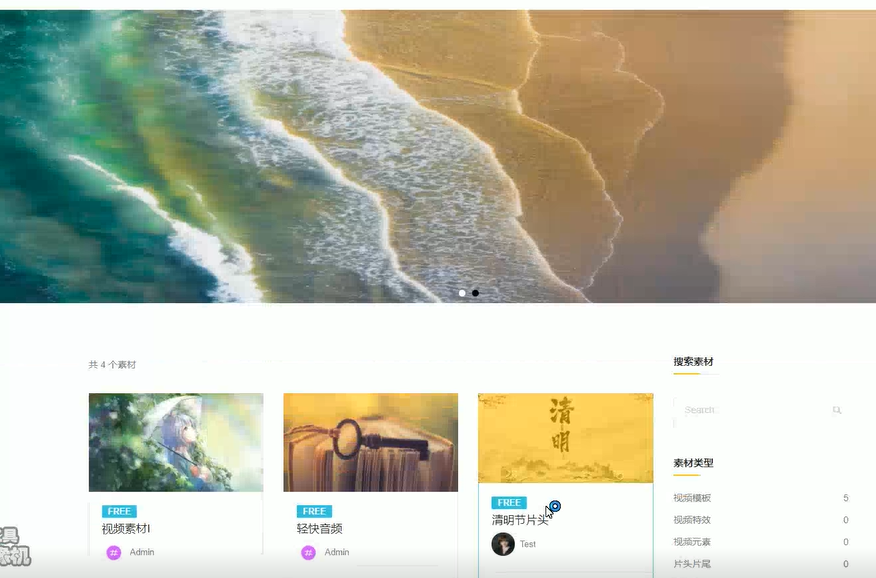 共 4 个素材
搜索素材
Search
清
明
FREE
视频素材1
Admin
FREE
轻快音频
Admin
FREE
清明节片头
Test
素材类型
视频模板 5
视频特效 0
视频元素 0
片头片尾 0